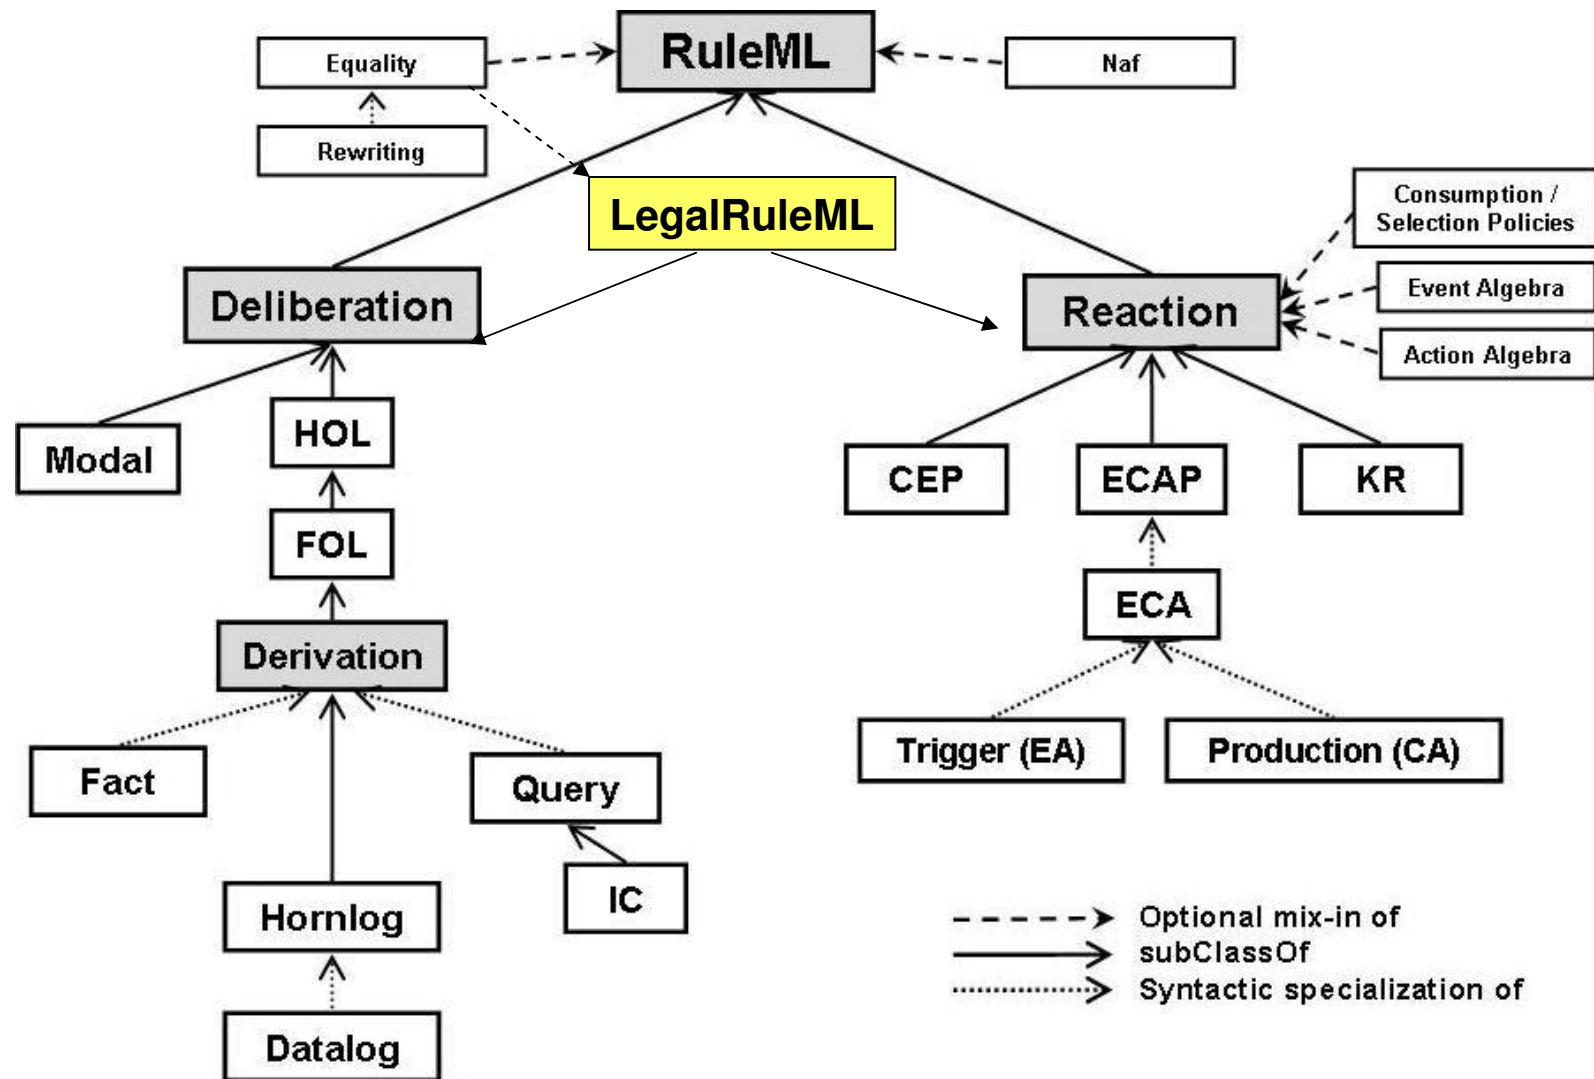 RuleML
Equality
Naf
Rewriting
LegalRuleML
Consumption /
Selection Policies
Deliberation
Reaction
Event Algebra
Action Algebra
Modal
HOL
CEP
ECAP
KR
FOL
ECA
Derivation
Fact
Query
Trigger (EA)
Production (CA)
Hornlog
IC
Datalog
Optional mix-in of
subClassOf
Syntactic specialization of